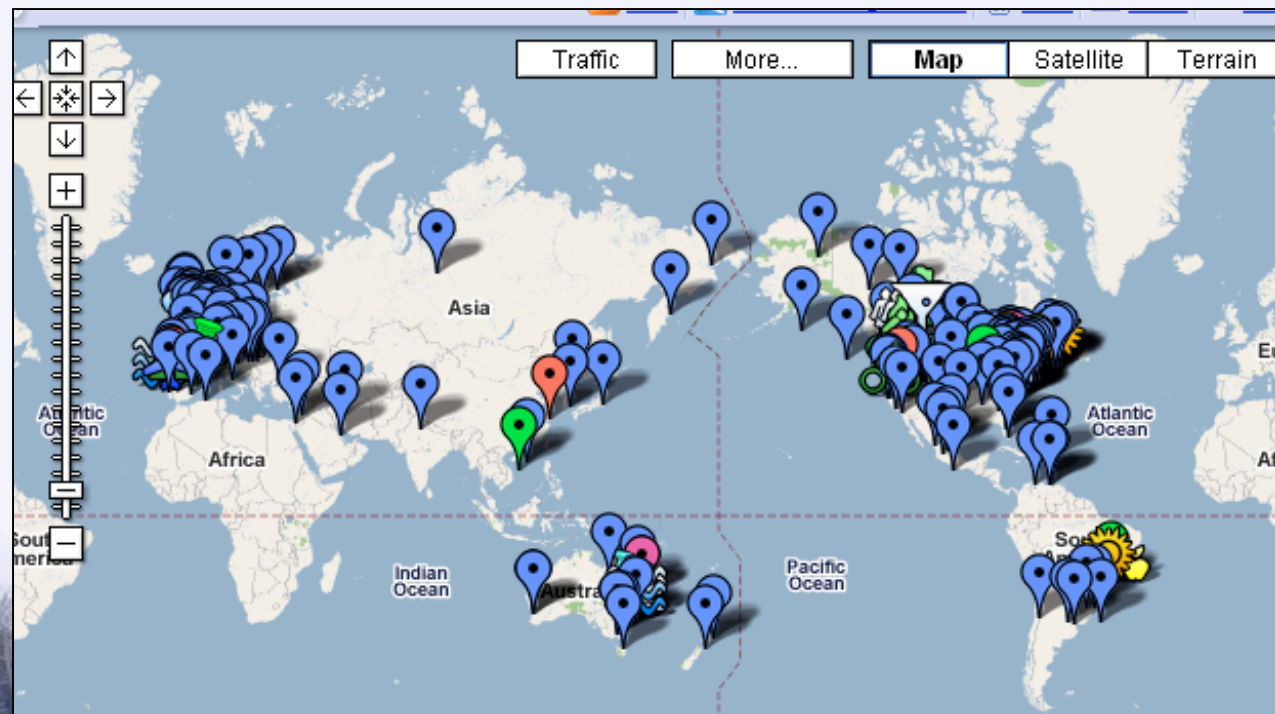 Traffic
More...
Map
Satellite
Terrain
Asia
Atlantic
Ocean
Africa
Atlantic
Ocean
Indian
Ocean
Pacific
Ocean